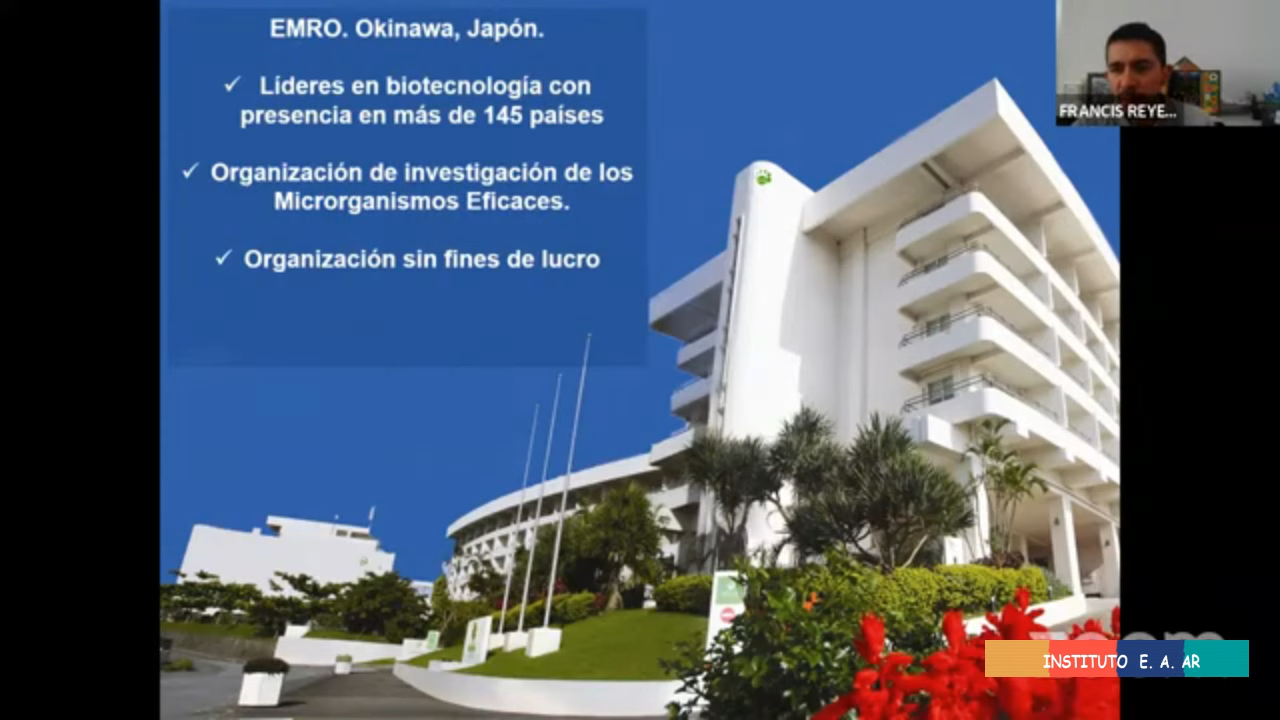 EMRO. Okinawa, Japón.
✓ Líderes en biotecnología con
presencia en más de 145 países
✓ Organización de investigación de los
Microrganismos Eficaces.
✓ Organización sin fines de lucro
FRANCIS REYE...
zoom
INSTITUTO E. A. AR